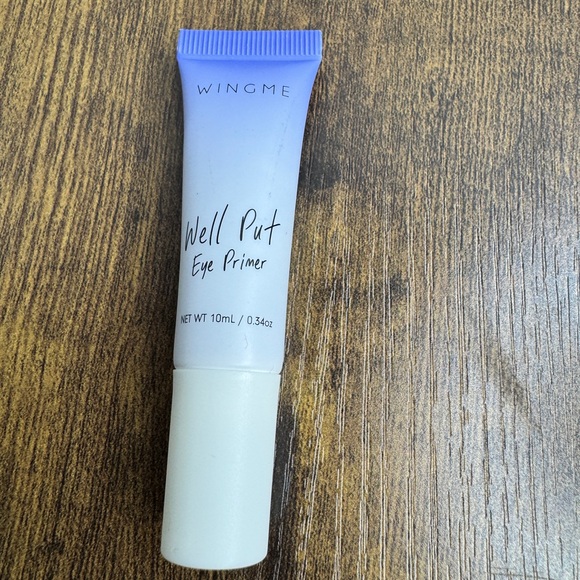 WINGME
Well Put
Eye Primer
NET WT 10mL / 0.34oz